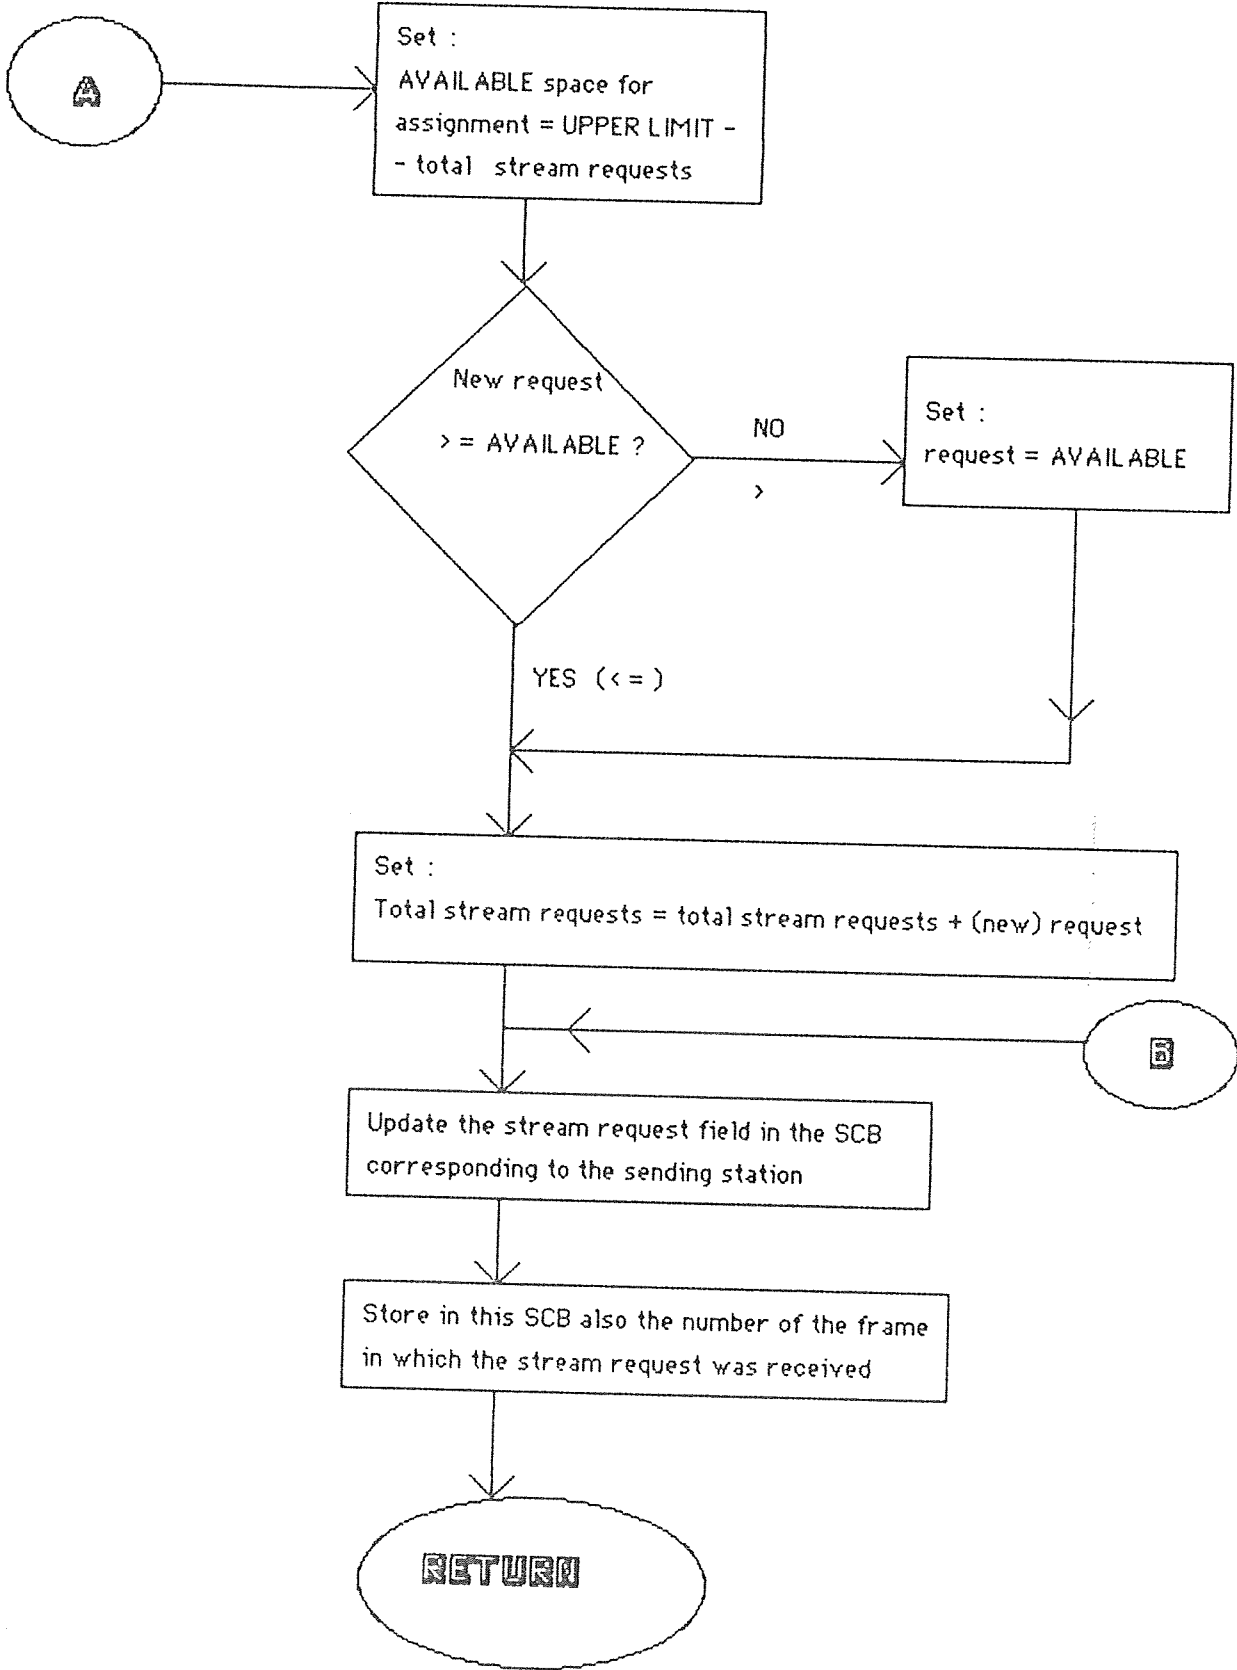 A
Set :
AVAILABLE space for
assignment = UPPER LIMIT -
- total stream requests
New request
> = AVAILABLE ?
NO
>
Set :
request = AVAILABLE
YES (< = )
Set :
Total stream requests = total stream requests + (new) request
B
Update the stream request field in the SCB
corresponding to the sending station
Store in this SCB also the number of the frame
in which the stream request was received
RETURN